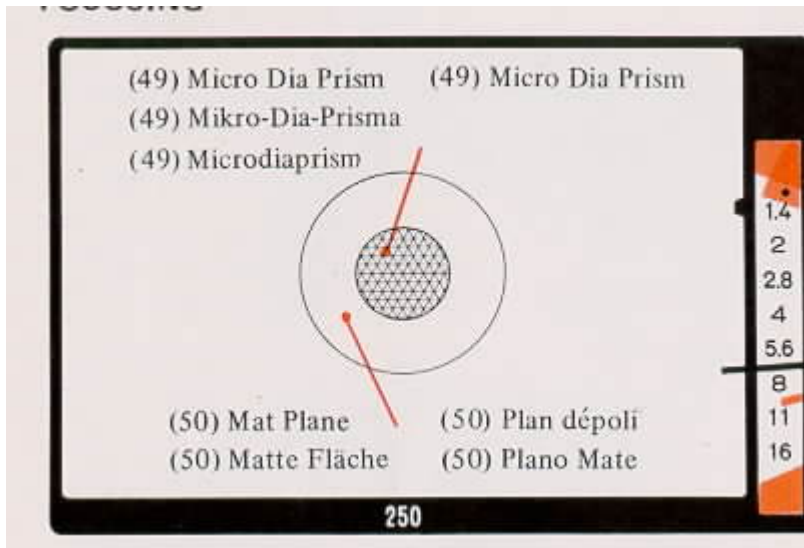 FOCUSING
(49) Micro Dia Prism (49) Micro Dia Prism
(49) Mikro-Dia-Prisma
(49) Microdiaprism
1.4
2
2.8
4
5.6
8
11
16
(50) Mat Plane (50) Plan dépoli
(50) Matte Fläche (50) Plano Mate
250